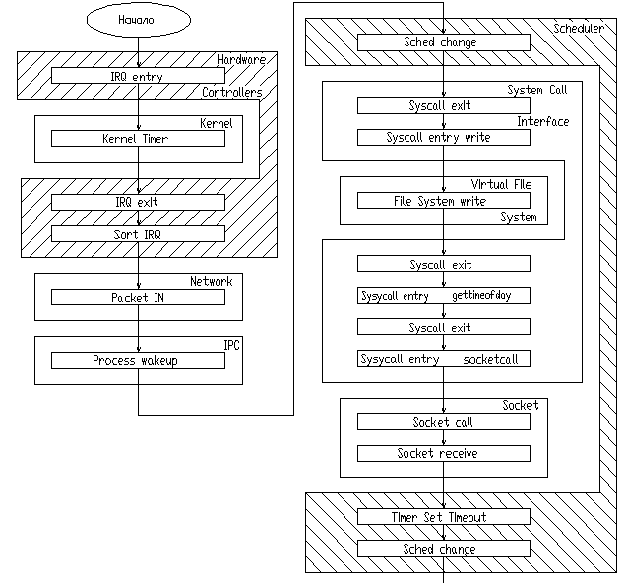 Начало
Hardware
IRQ entry
Controllers
Kernel
Kernel Timer
IRQ exit
Sort IRQ
Network
Packet IN
IPC
Process wakeup
Scheduler
Sched change
System Call
Syscall exit
Interface
Syscall entry write
Virtual File
File System write
System
Syscall exit
Sysycall entry gettimeofday
Syscall exit
Sysycall entry socketcall
Socket
Socket call
Socket receive
Timer Set Timeout
Sched change